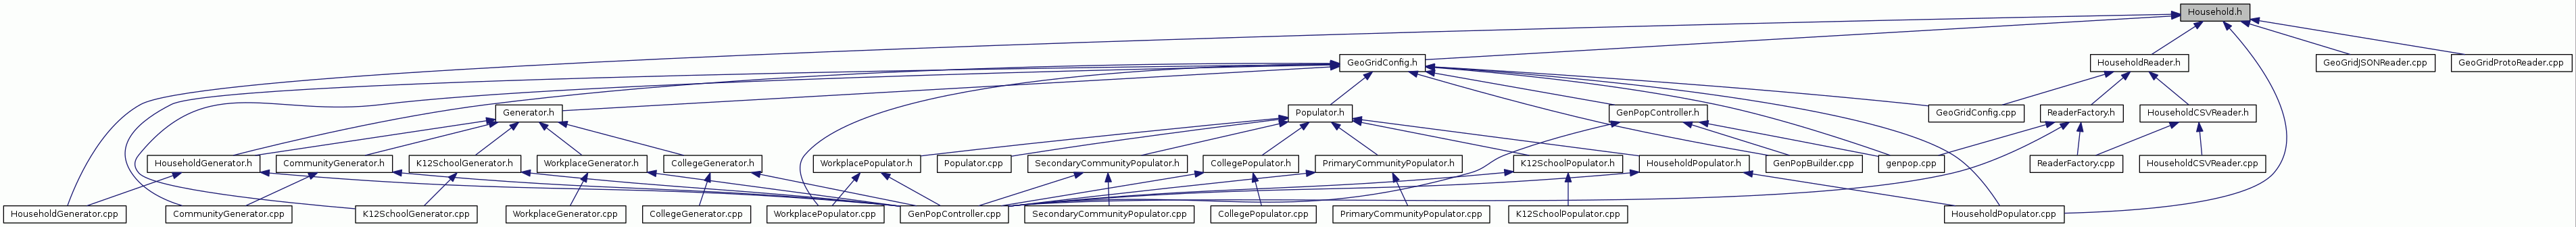 Household.h
GeoGridConfig.h
HouseholdReader.h
GeoGridJSONReader.cpp
GeoGridProtoReader.cpp
Generator.h
Populator.h
GenPopController.h
GeoGridConfig.cpp
ReaderFactory.h
HouseholdCSVReader.h
HouseholdGenerator.h
CommunityGenerator.h
K12SchoolGenerator.h
WorkplaceGenerator.h
CollegeGenerator.h
WorkplacePopulator.h
Populator.cpp
SecondaryCommunityPopulator.h
CollegePopulator.h
PrimaryCommunityPopulator.h
K12SchoolPopulator.h
HouseholdPopulator.h
GenPopBuilder.cpp
genpop.cpp
ReaderFactory.cpp
HouseholdCSVReader.cpp
HouseholdGenerator.cpp
CommunityGenerator.cpp
K12SchoolGenerator.cpp
WorkplaceGenerator.cpp
CollegeGenerator.cpp
WorkplacePopulator.cpp
GenPopController.cpp
SecondaryCommunityPopulator.cpp
CollegePopulator.cpp
PrimaryCommunityPopulator.cpp
K12SchoolPopulator.cpp
HouseholdPopulator.cpp